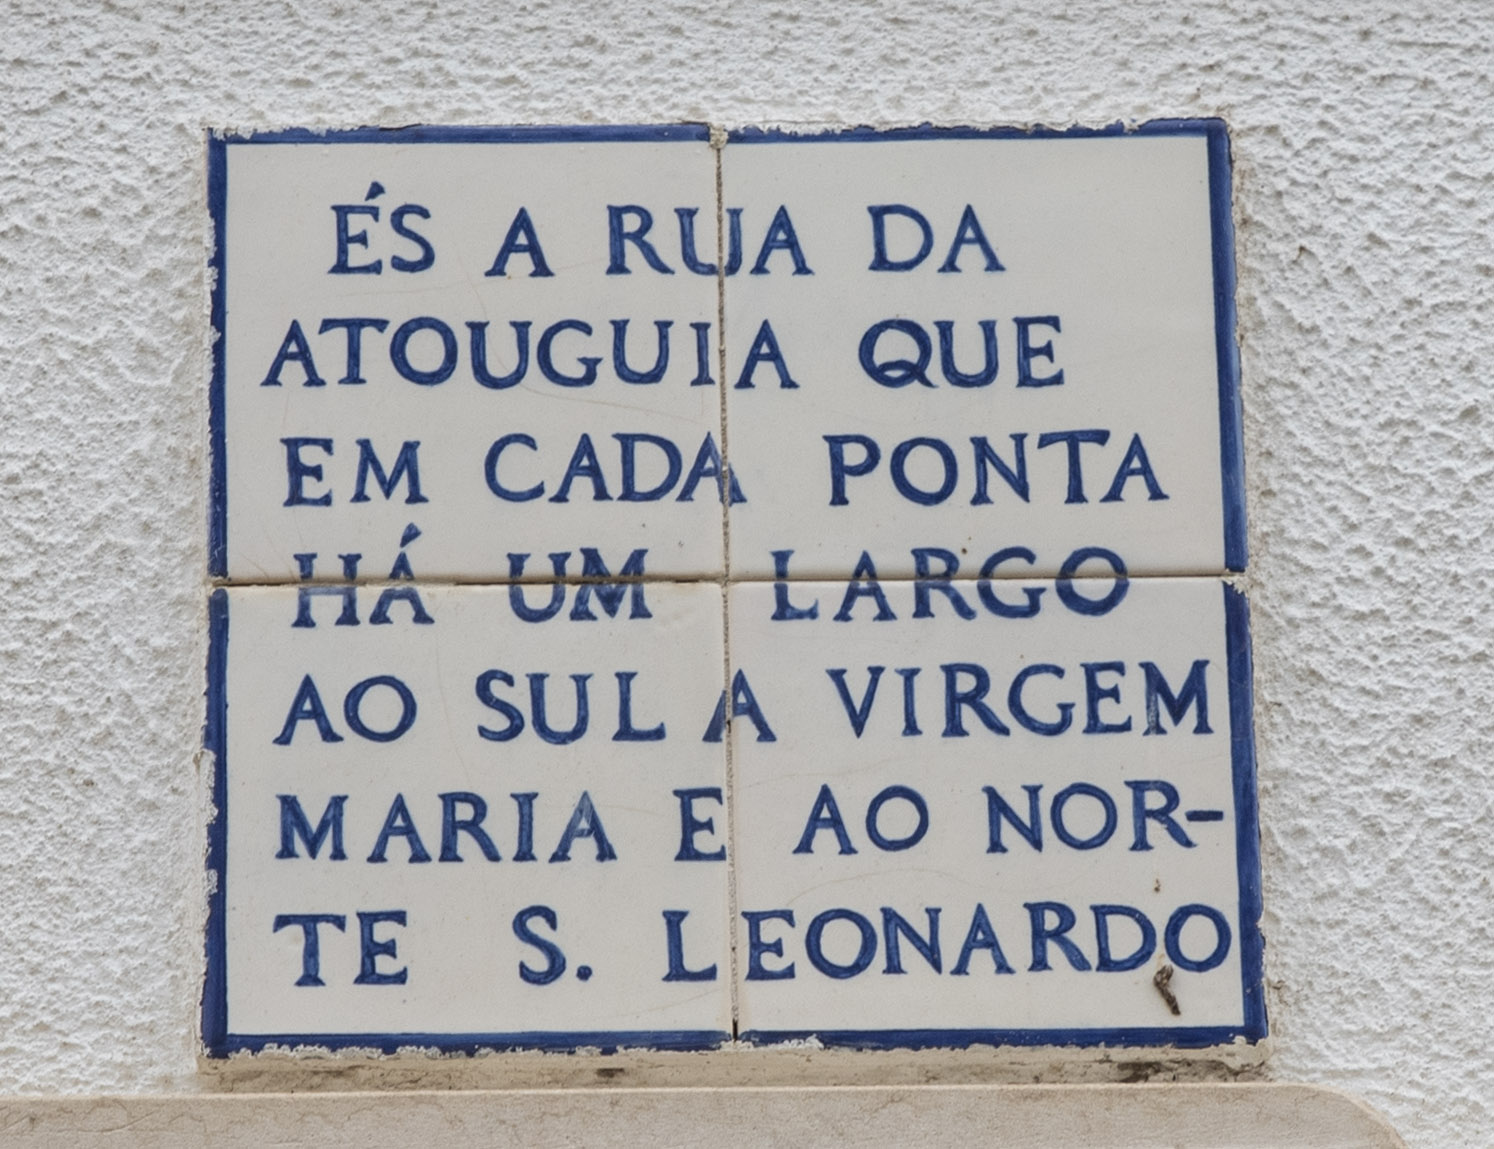 ÉS A RUA DA
ATOUGUIA QUE
EM CADA PONTA
HÁ UM LARGO
AO SUL A VIRGEM
MARIA E AO NOR-
TE S. LEONARDO